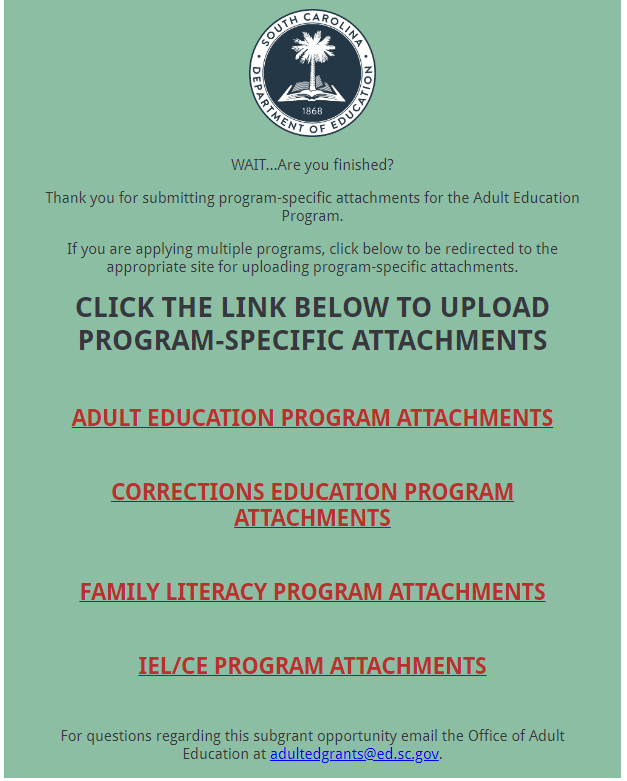 SOUTH CAROLINA
DEPARTMENT OF EDUCATION
1868
WAIT...Are you finished?
Thank you for submitting program-specific attachments for the Adult Education
Program.
If you are applying multiple programs, click below to be redirected to the
appropriate site for uploading program-specific attachments.
CLICK THE LINK BELOW TO UPLOAD
PROGRAM-SPECIFIC ATTACHMENTS
ADULT EDUCATION PROGRAM ATTACHMENTS
CORRECTIONS EDUCATION PROGRAM
ATTACHMENTS
FAMILY LITERACY PROGRAM ATTACHMENTS
IEL/CE PROGRAM ATTACHMENTS
For questions regarding this subgrant opportunity email the Office of Adult
Education at adultedgrants@ed.sc.gov.